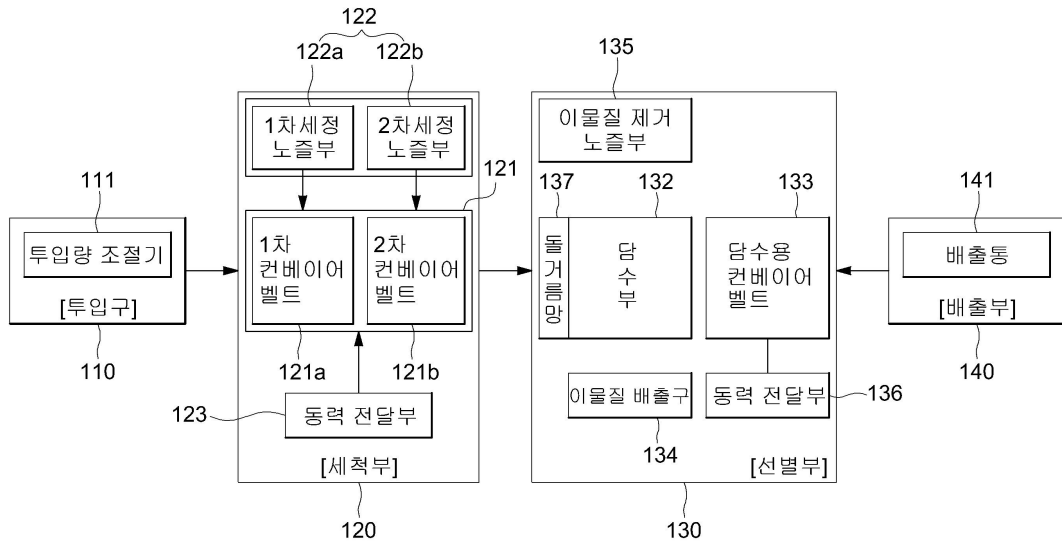 122
122a
122b
135
1차세정
노즐부
2차세정
노즐부
이물질 제거
노즐부
111
121
137
132
133
141
투입량 조절기
[투입구]
1차
컨베이어
벨트
2차
컨베이어
벨트
돌
거
름
망
담
수
부
담수용
컨베이어
벨트
배출통
[배출부]
110
121a
121b
140
123
동력 전달부
이물질 배출구
동력 전달부
136
134
[세척부]
[선별부]
120
130